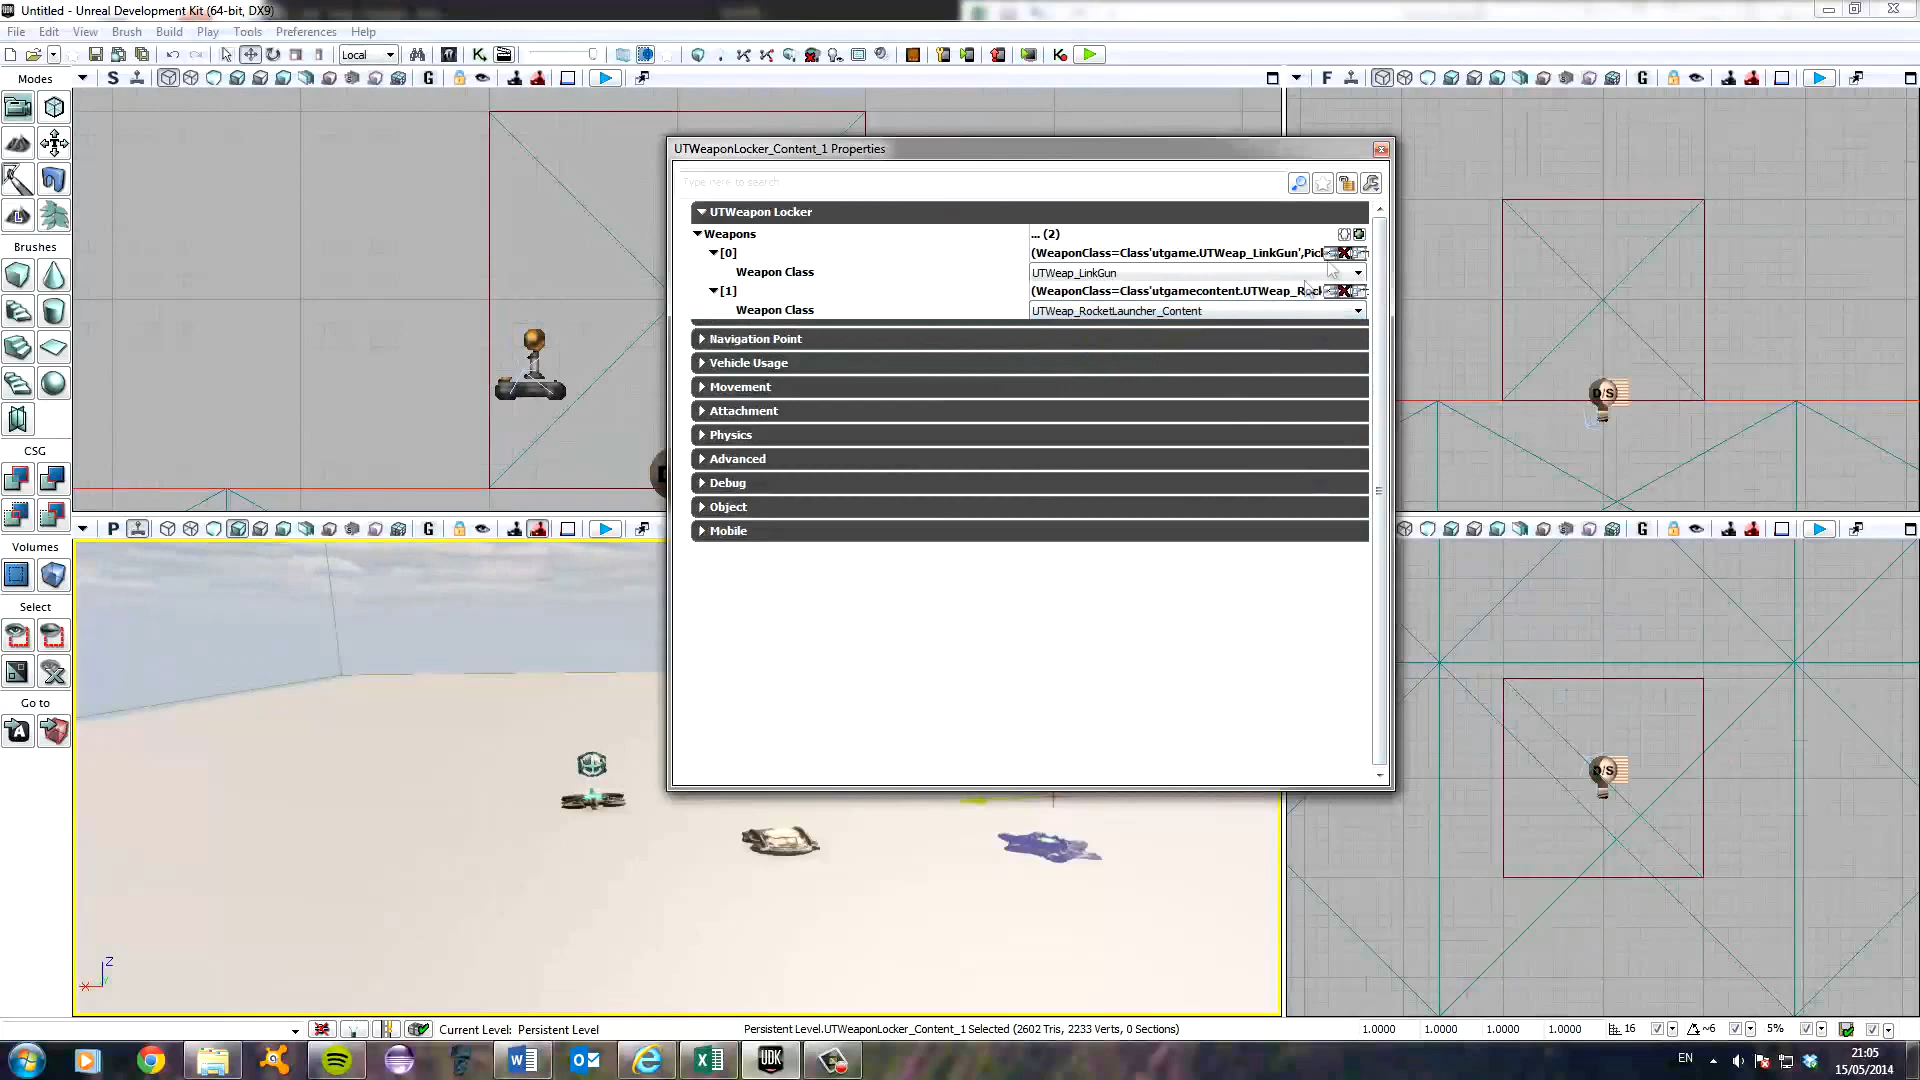 Untitled - Unreal Development Kit (64-bit, DX9)
File Edit View Brush Build Play Tools Preferences Help
Local
Modes
S G
F G
UTWeaponLocker_Content_1 Properties
Type here to search
UTWeapon Locker
Weapons ... (2)
[0] (WeaponClass=Class'utgame.UTWeap_LinkGun',Pic
Weapon Class UTWeap_LinkGun
[1] (WeaponClass=Class'utgamecontent.UTWeap_Rock
Weapon Class UTWeap_RocketLauncher_Content
Navigation Point
Vehicle Usage
Movement
Attachment
Physics
Advanced
Debug
Object
Mobile
Brushes
CSG
Volumes
Select
Go to
P G
G
D/S
D/S
Z
X
Current Level: Persistent Level
Persistent Level.UTWeaponLocker_Content_1 Selected (2602 Tris, 2233 Verts, 0 Sections)
1.0000 1.0000 1.0000 1.0000 16 ~6 5%
UDK
EN
21:05
15/05/2014